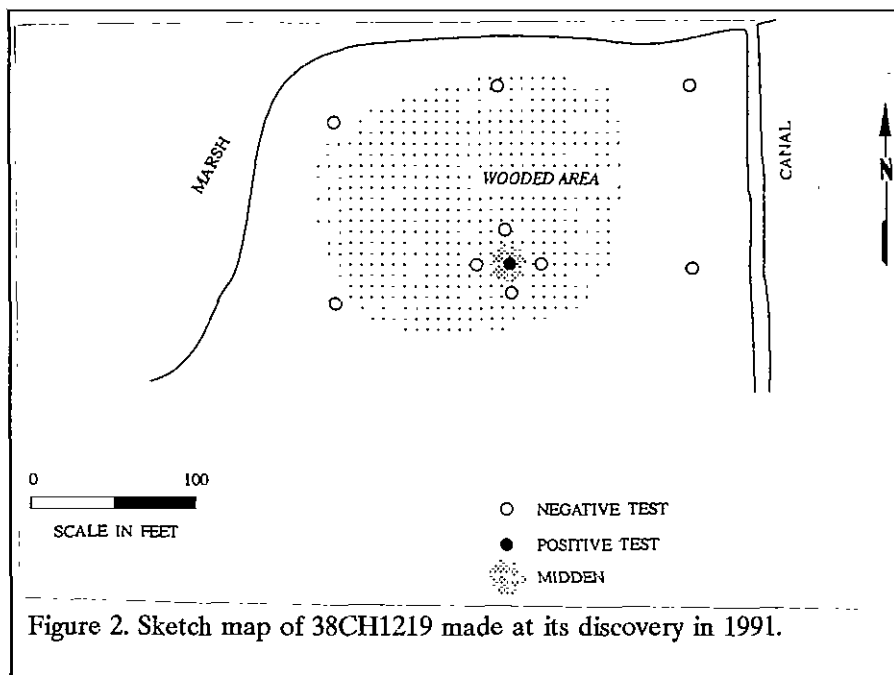 MARSH
WOODED AREA
CANAL
N
0 100
SCALE IN FEET
NEGATIVE TEST
POSITIVE TEST
MIDDEN
Figure 2. Sketch map of 38CH1219 made at its discovery in 1991.